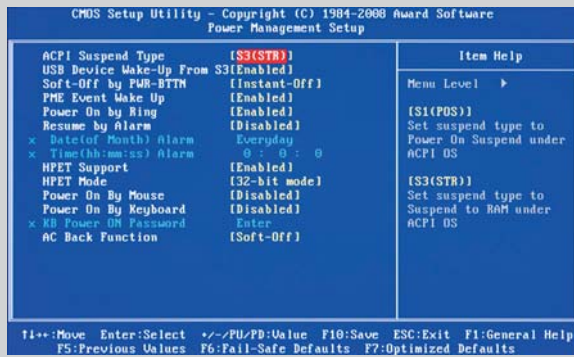 CMOS Setup Utility - Copyright (C) 1984-2008 Award Software
Power Management Setup
ACPI Suspend Type [S3(STR)]
USB Device Wake-Up From S3[Enabled]
Soft-Off by PWR-BTTN [Instant-Off]
PME Event Wake Up [Enabled]
Power On by Ring [Enabled]
Resume by Alarm [Disabled]
x Date(of Month) Alarm Everyday
x Time(hh:mm:ss) Alarm 0 : 0 : 0
HPET Support [Enabled]
HPET Mode [32-bit mode]
Power On By Mouse [Disabled]
Power On By Keyboard [Disabled]
x KB Power ON Password Enter
AC Back Function [Soft-Off]
Item Help
Menu Level ▶
[S1(POS)]
Set suspend type to
Power On Suspend under
ACPI OS
[S3(STR)]
Set suspend type to
Suspend to RAM under
ACPI OS
↑↓→←:Move Enter:Select +/-/PU/PD:Value F10:Save ESC:Exit F1:General Help
F5:Previous Values F6:Fail-Safe Defaults F7:Optimized Defaults